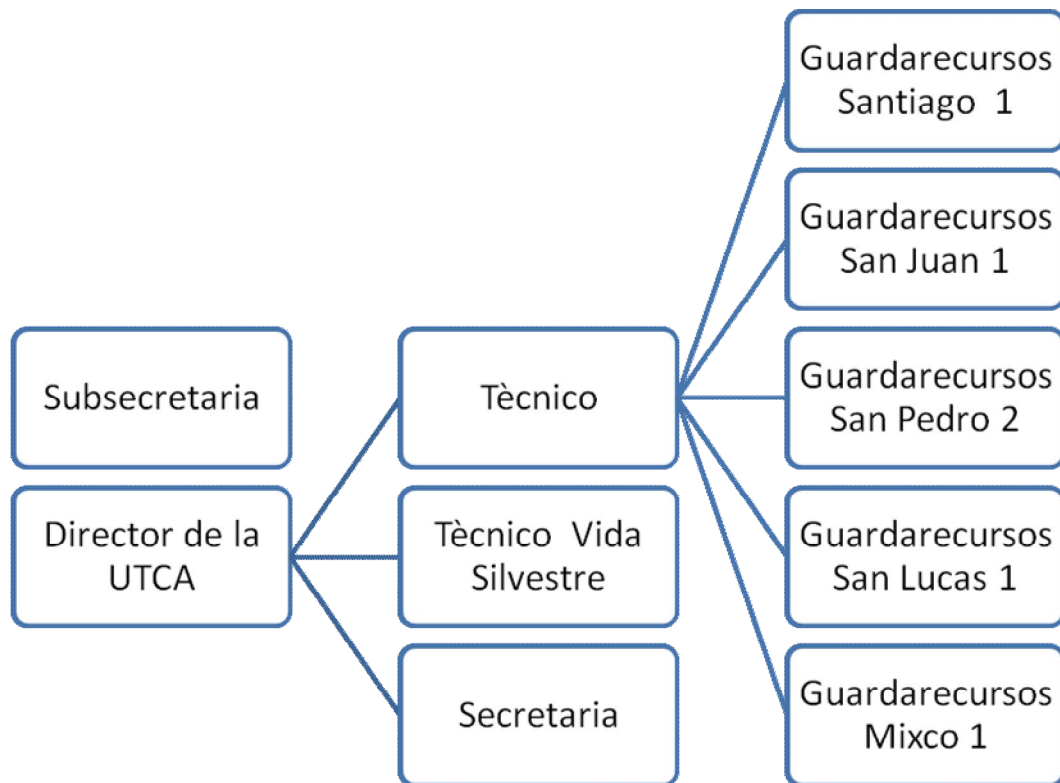 Subsecretaria
Director de la
UTCA
Tècnico
Tècnico Vida
Silvestre
Secretaria
Guardarecursos
Santiago 1
Guardarecursos
San Juan 1
Guardarecursos
San Pedro 2
Guardarecursos
San Lucas 1
Guardarecursos
Mixco 1